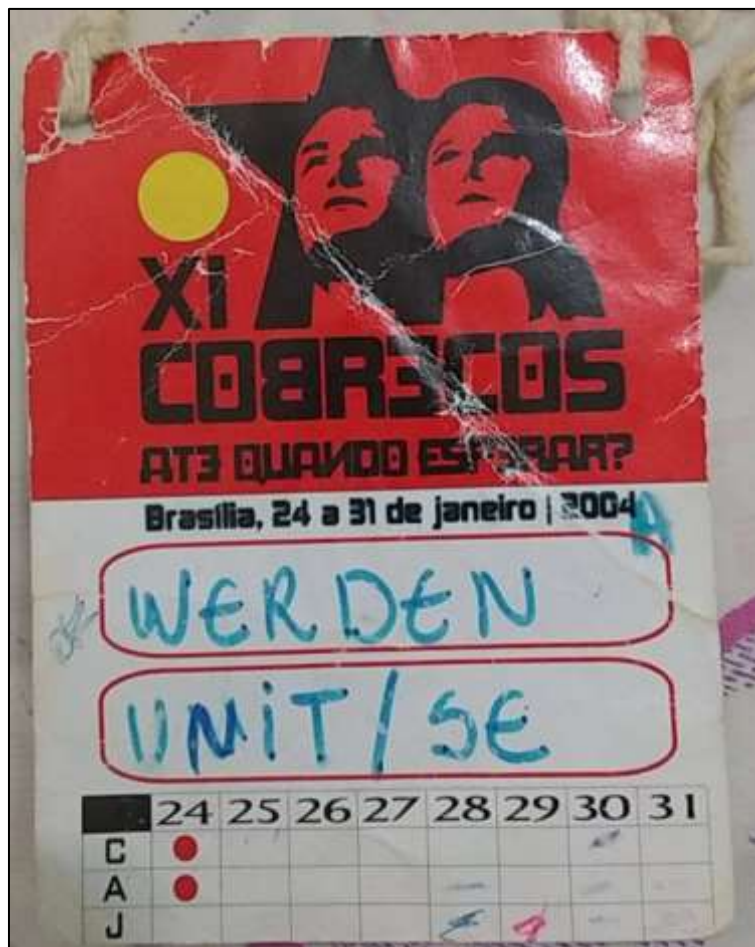 XI
COBRECOS
ATÉ QUANDO ESPERAR?
Brasília, 24 a 31 de janeiro | 2004
A
WERDEN
UNIT/SE
24 25 26 27 28 29 30 31
C
A
J